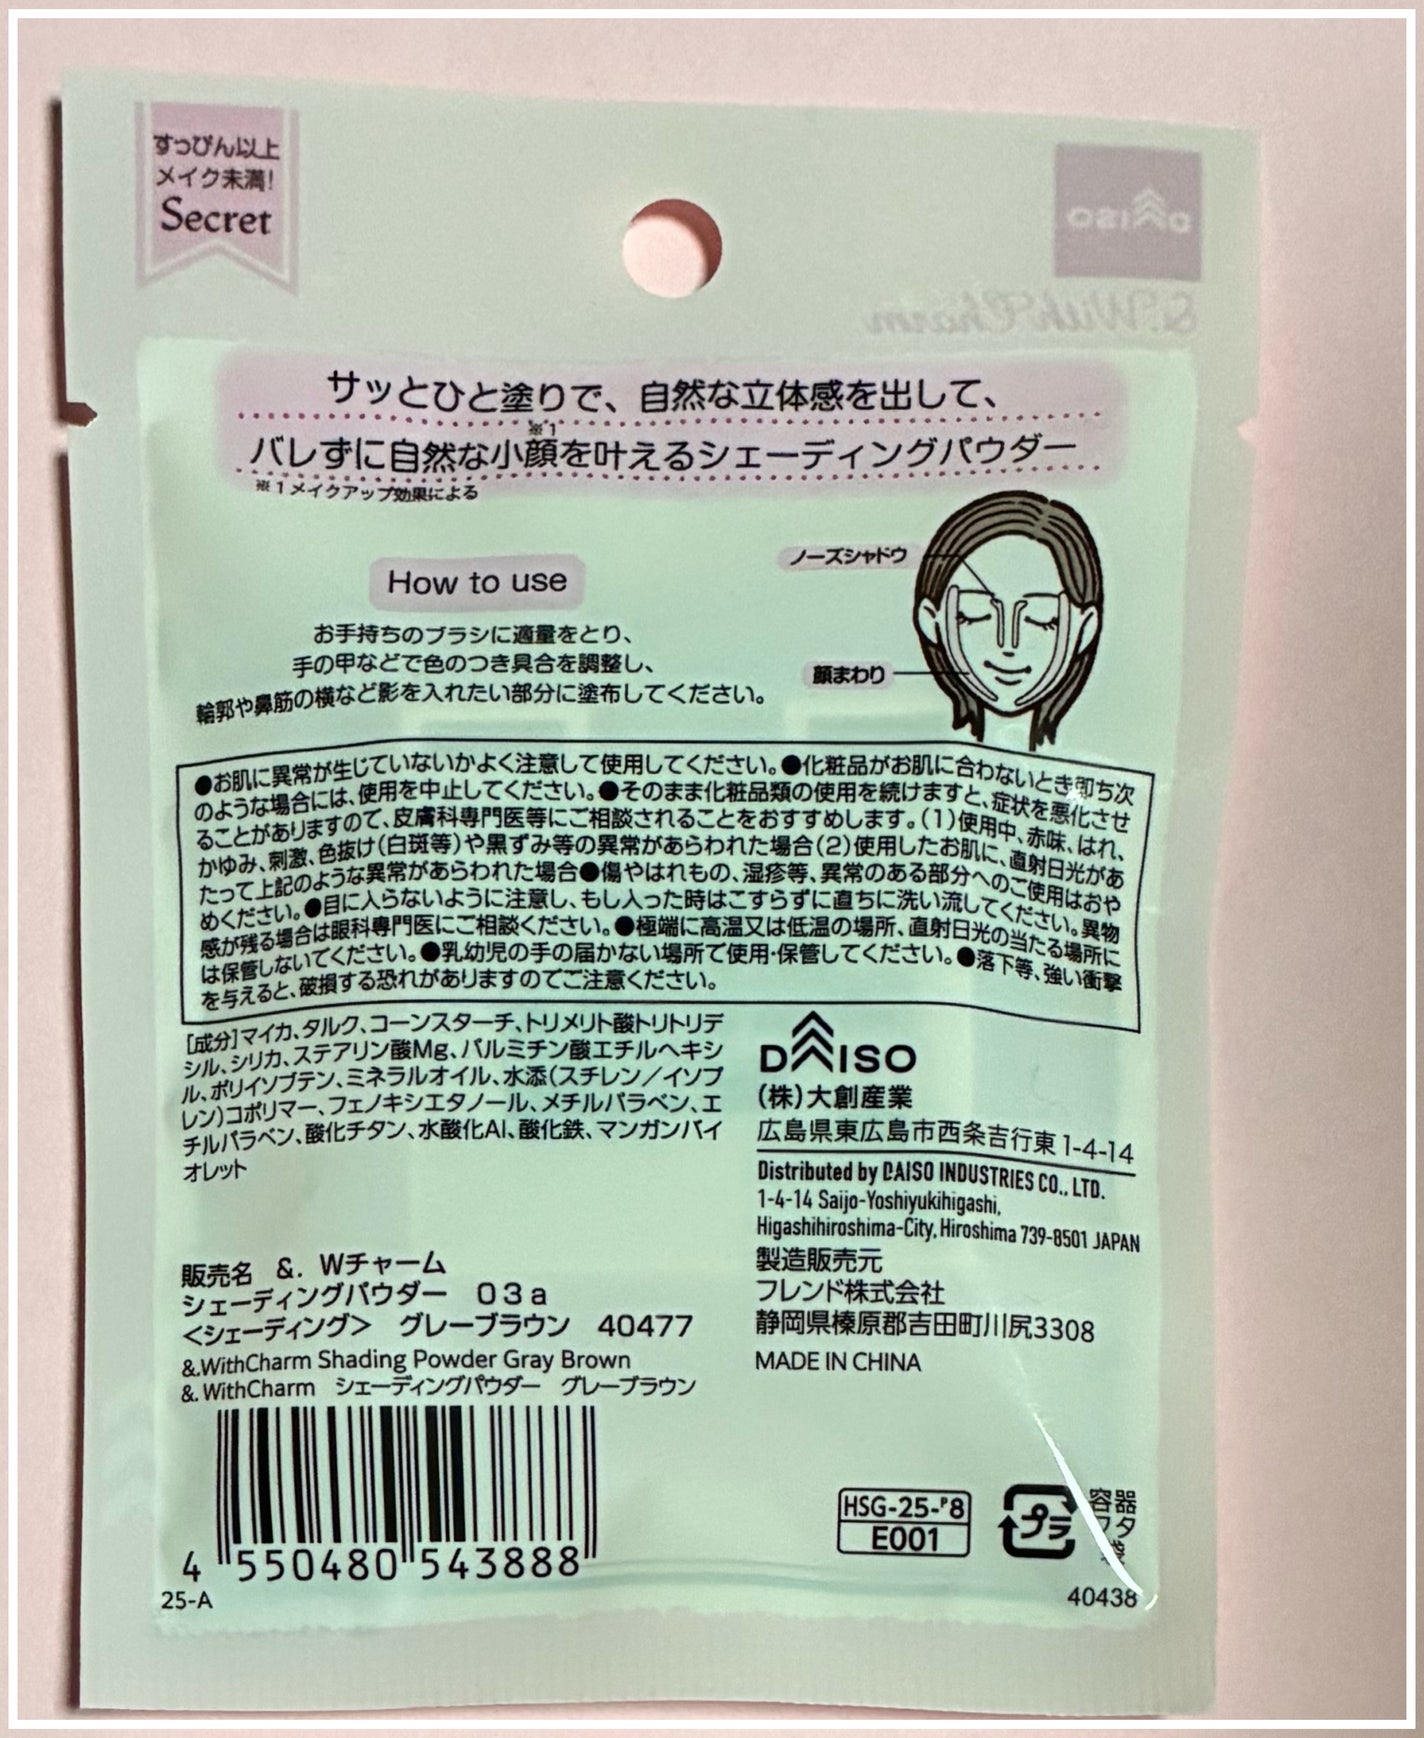 すっぴん以上
メイク未満!
Secret
DAISO
&.WithCharm
サッとひと塗りで、自然な立体感を出して、
バレずに自然な小顔※1を叶えるシェーディングパウダー
※1メイクアップ効果による
How to use
お手持ちのブラシに適量をとり、
手の甲などで色のつき具合を調整し、
輪郭や鼻筋の横など影を入れたい部分に塗布してください。
ノーズシャドウ
顔まわり
●お肌に異常が生じていないかよく注意して使用してください。●化粧品がお肌に合わないとき即ち次
のような場合には、使用を中止してください。●そのまま化粧品類の使用を続けますと、症状を悪化させ
ることがありますので、皮膚科専門医等にご相談されることをおすすめします。(1)使用中、赤味、はれ、
かゆみ、刺激、色抜け(白斑等)や黒ずみ等の異常があらわれた場合(2)使用したお肌に、直射日光があ
たって上記のような異常があらわれた場合●傷やはれもの、湿疹等、異常のある部分へのご使用はおや
めください。●目に入らないように注意し、もし入った時はこすらずに直ちに洗い流してください。異物
感が残る場合は眼科専門医にご相談ください。●極端に高温又は低温の場所、直射日光の当たる場所に
は保管しないでください。●乳幼児の手の届かない場所で使用・保管してください。●落下等、強い衝撃
を与えると、破損する恐れがありますのでご注意ください。
[成分]マイカ、タルク、コーンスターチ、トリメリト酸トリトリデ
シル、シリカ、ステアリン酸Mg、パルミチン酸エチルヘキシ
ル、ポリイソブテン、ミネラルオイル、水添(スチレン/イソプ
レン)コポリマー、フェノキシエタノール、メチルパラベン、エ
チルパラベン、酸化チタン、水酸化Al、酸化鉄、マンガンバイ
オレット
DAISO
(株)大創産業
広島県東広島市西条吉行東1-4-14
Distributed by DAISO INDUSTRIES CO., LTD.
1-4-14 Saijo-Yoshiyukihigashi,
Higashihiroshima-City, Hiroshima 739-8501 JAPAN
製造販売元
フレンド株式会社
静岡県榛原郡吉田町川尻3308
MADE IN CHINA
販売名 &. Wチャーム
シェーディングパウダー 03a
<シェーディング> グレーブラウン 40477
&.WithCharm Shading Powder Gray Brown
&.WithCharm シェーディングパウダー グレーブラウン
4 550480 543888
25-A
HSG-25-P8
E001
プラ
容器
フタ
袋
40438